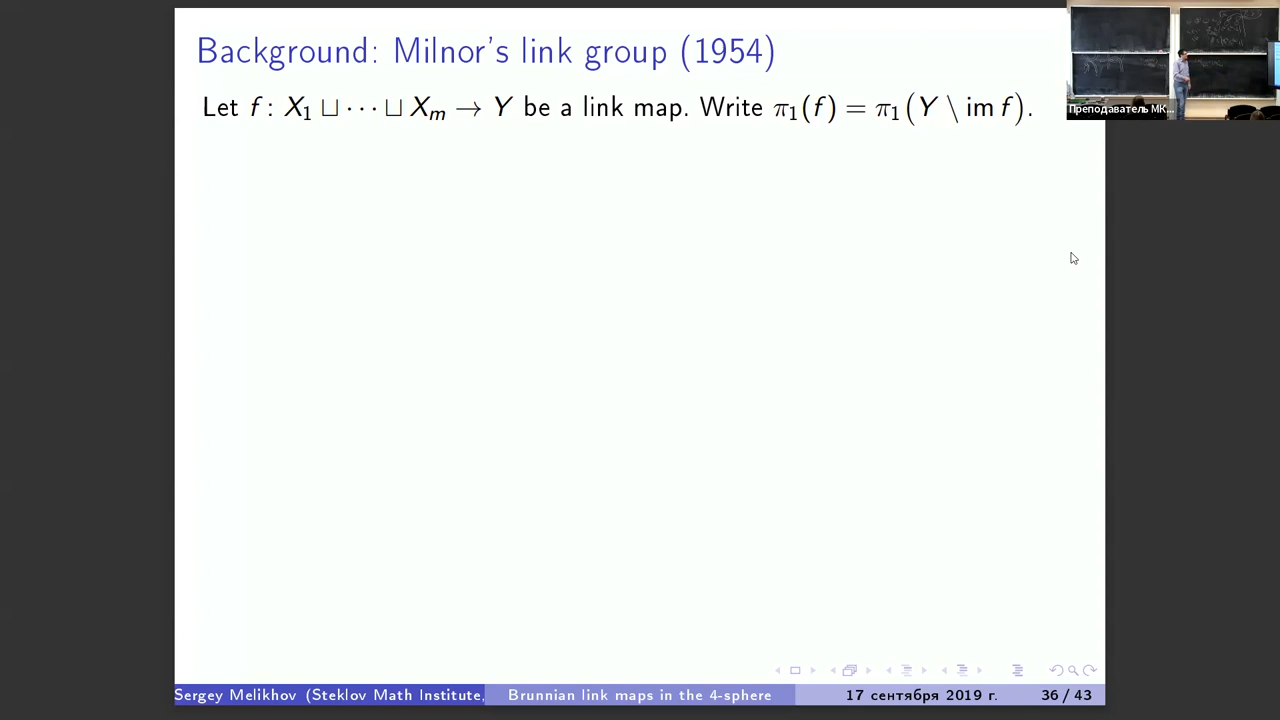 Background: Milnor's link group (1954)
Let f : X₁ ⊔ ··· ⊔ Xₘ → Y be a link map. Write π₁(f) = π₁(Y \ im f).
Преподаватель МК...
Sergey Melikhov (Steklov Math Institute,
Brunnian link maps in the 4-sphere
17 сентября 2019 г.
36 / 43